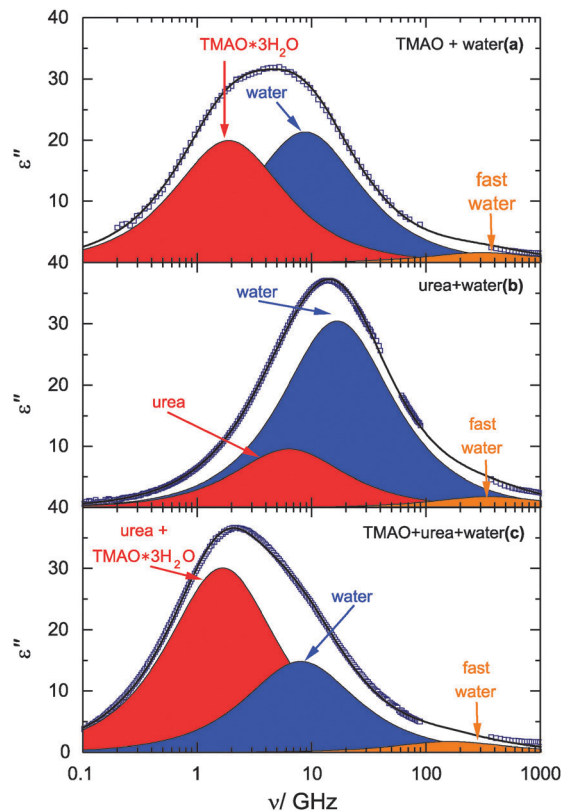 TMAO*3H2O
TMAO + water(a)
40
water
30
ε''
20
fast
water
10
40
urea+water(b)
water
30
ε''
20
urea
fast
water
10
40
urea +
TMAO*3H2O
TMAO+urea+water(c)
30
water
ε''
20
fast
water
10
0
0.1 1 10 100 1000
ν/ GHz